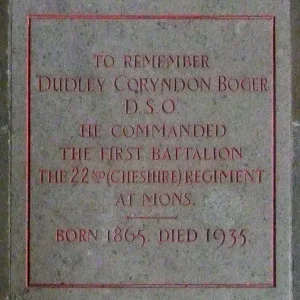 TO REMEMBER
DUDLEY CORYNDON BOGER
D.S.O.
HE COMMANDED
THE FIRST BATTALION
THE 22ND (CHESHIRE) REGIMENT
AT MONS.
BORN 1865. DIED 1935.